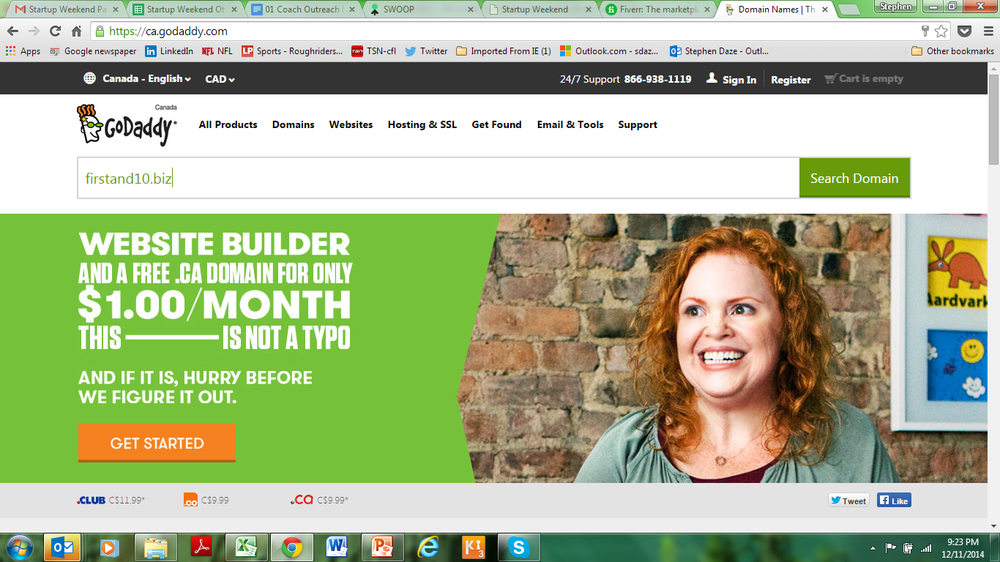 Startup Weekend Pa
Startup Weekend Ot
01 Coach Outreach
SWOOP
Startup Weekend
Fiverr: The marketpl
Domain Names | Th
Stephen
https://ca.godaddy.com
Apps
Google newspaper
LinkedIn
NFL
Sports - Roughriders...
TSN-cfl
Twitter
Imported From IE (1)
Outlook.com - sdaz...
Stephen Daze - Outl...
Other bookmarks
Canada - English
CAD
24/7 Support 866-938-1119
Sign In
Register
Cart is empty
Canada
GoDaddy
All Products
Domains
Websites
Hosting & SSL
Get Found
Email & Tools
Support
firstand10.biz
Search Domain
WEBSITE BUILDER
AND A FREE .CA DOMAIN FOR ONLY
$1.00/MONTH
THIS — IS NOT A TYPO
AND IF IT IS, HURRY BEFORE
WE FIGURE IT OUT.
GET STARTED
Aardvark
.CLUB C$11.99*
.co C$9.99
.ca C$9.99*
Tweet
Like
9:23 PM
12/11/2014